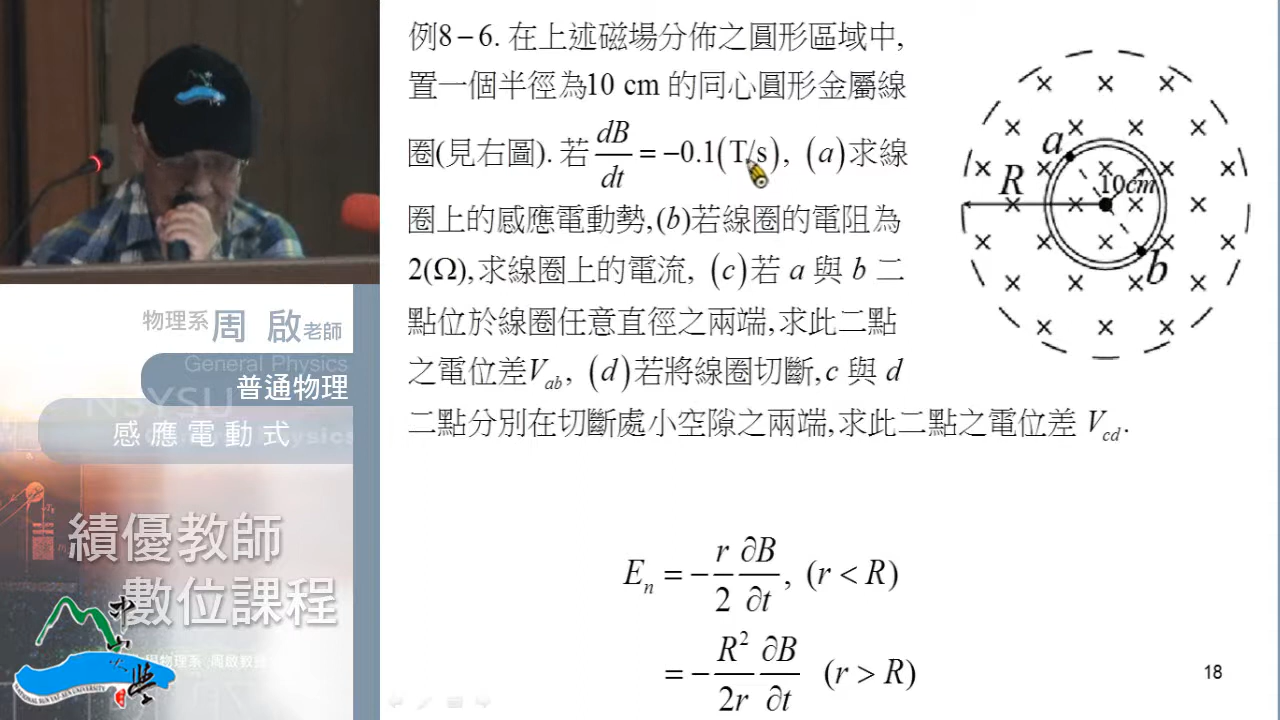 例8－6. 在上述磁場分佈之圓形區域中,
置一個半徑為10 cm 的同心圓形金屬線
圈(見右圖). 若 dB/dt = −0.1(T/s), (a)求線
圈上的感應電動勢,(b)若線圈的電阻為
2(Ω),求線圈上的電流, (c)若 a 與 b 二
點位於線圈任意直徑之兩端,求此二點
之電位差V_ab, (d)若將線圈切斷,c 與 d
二點分別在切斷處小空隙之兩端,求此二點之電位差 V_cd.
a
10cm
R
b
E_n = −r/2 ∂B/∂t, (r < R)
= −R²/2r ∂B/∂t (r > R)
18
物理系 周 啟 老師
General Physics
普通物理
NSYSU
感應電動式
績優教師
數位課程